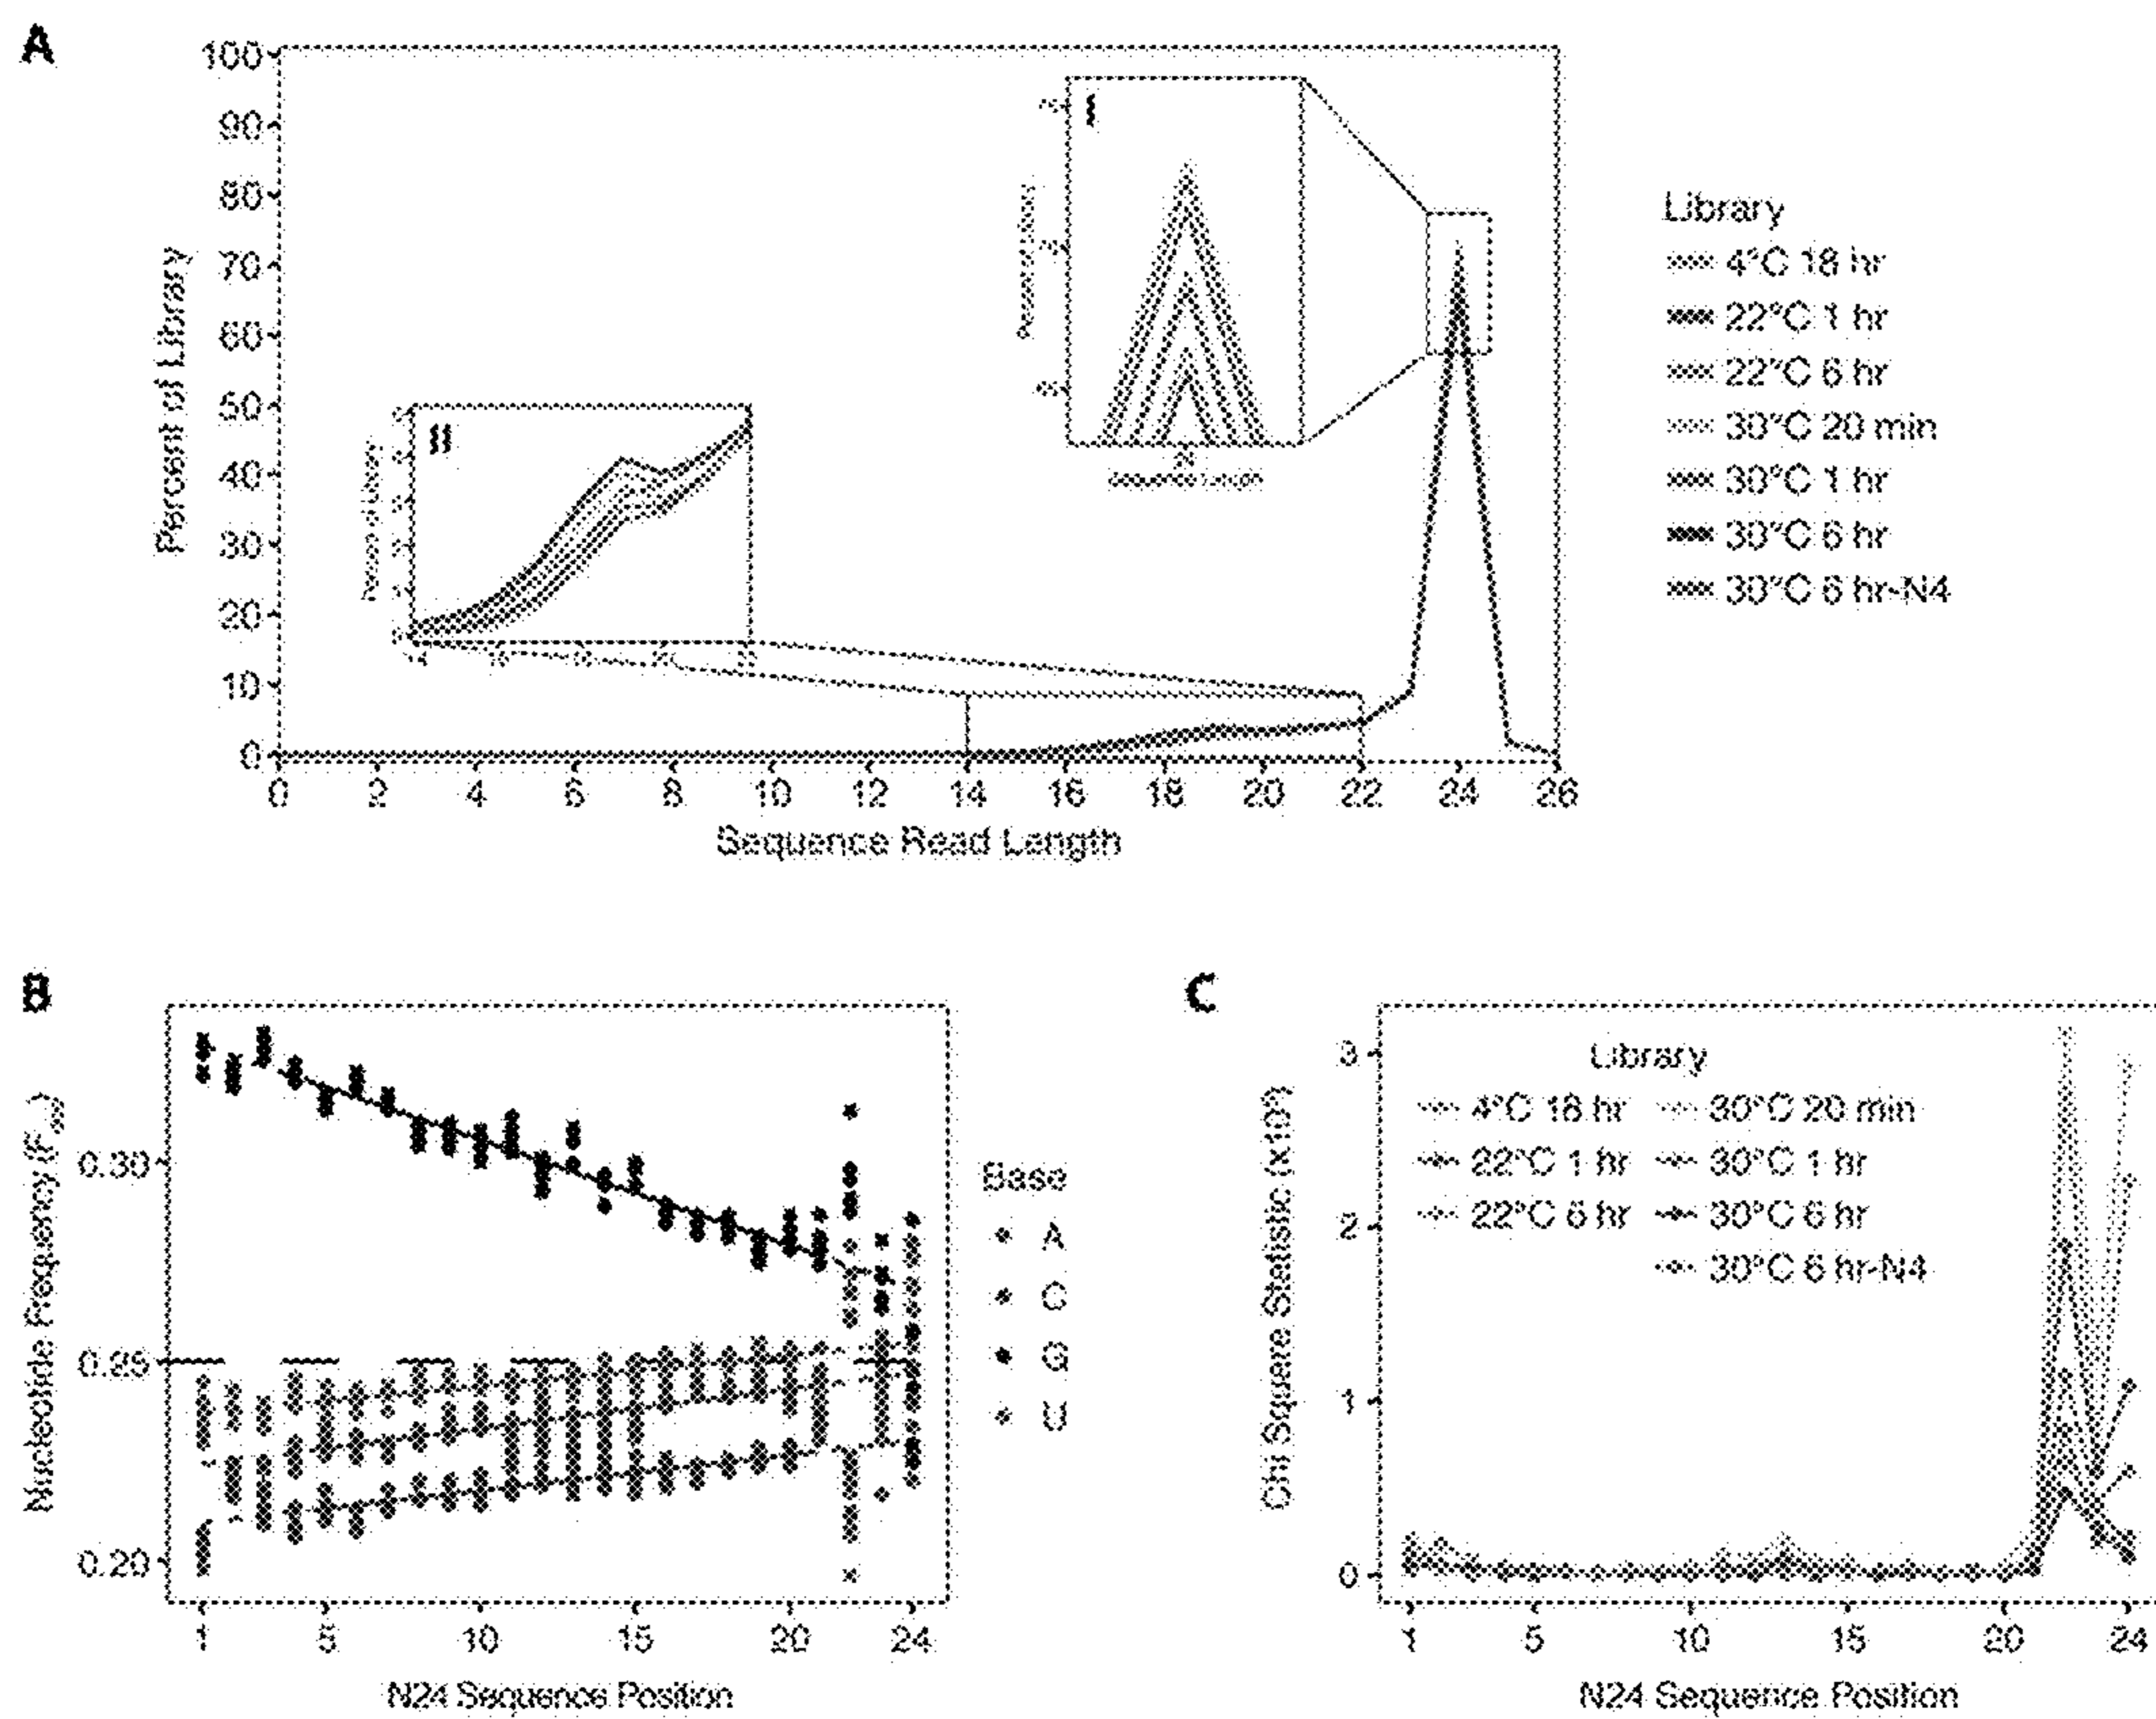 A
100
90
80
70
60
50
40
30
20
10
0
Percent of Library
0 2 4 6 8 10 12 14 16 18 20 22 24 26
Sequence Read Length
I
II
Library
4°C 18 hr
22°C 1 hr
22°C 6 hr
30°C 20 min
30°C 1 hr
30°C 6 hr
30°C 6 hr-N4
B
Nucleotide Frequency
0.30
0.25
0.20
1 5 10 15 20 24
N24 Sequence Position
Base
A
C
G
U
C
Chi Square Statistic
3
2
1
0
Library
4°C 18 hr 30°C 20 min
22°C 1 hr 30°C 1 hr
22°C 6 hr 30°C 6 hr
30°C 6 hr-N4
1 5 10 15 20 24
N24 Sequence Position